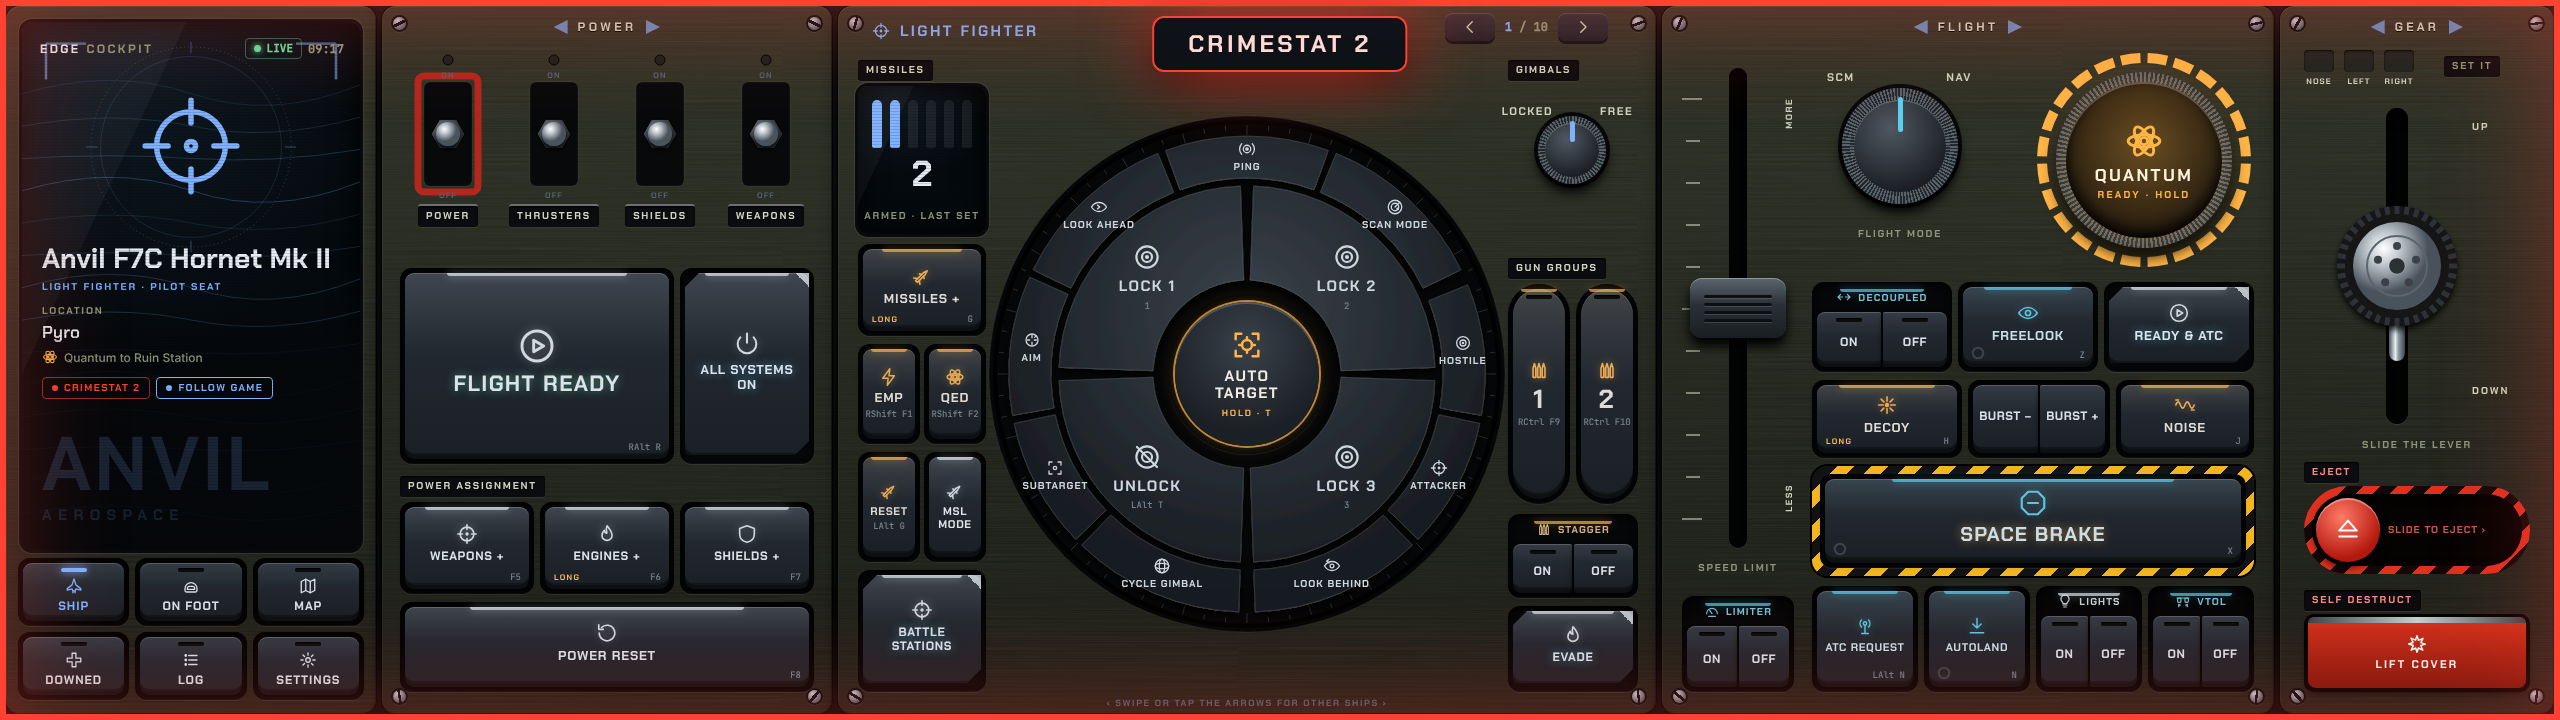 EDGE COCKPIT
LIVE
09:17
Anvil F7C Hornet Mk II
LIGHT FIGHTER · PILOT SEAT
LOCATION
Pyro
Quantum to Ruin Station
CRIMESTAT 2
FOLLOW GAME
ANVIL
AEROSPACE
SHIP
ON FOOT
MAP
DOWNED
LOG
SETTINGS
POWER
ON
ON
ON
ON
OFF
OFF
OFF
OFF
POWER
THRUSTERS
SHIELDS
WEAPONS
FLIGHT READY
RAlt R
ALL SYSTEMS
ON
POWER ASSIGNMENT
WEAPONS +
F5
ENGINES +
LONG
F6
SHIELDS +
F7
POWER RESET
F8
LIGHT FIGHTER
CRIMESTAT 2
1 / 10
MISSILES
2
ARMED · LAST SET
MISSILES +
LONG
G
EMP
RShift F1
QED
RShift F2
RESET
LAlt G
MSL
MODE
BATTLE
STATIONS
PING
LOOK AHEAD
SCAN MODE
LOCK 1
1
LOCK 2
2
AIM
HOSTILE
AUTO
TARGET
HOLD · T
SUBTARGET
UNLOCK
LAlt T
LOCK 3
3
ATTACKER
CYCLE GIMBAL
LOOK BEHIND
‹ SWIPE OR TAP THE ARROWS FOR OTHER SHIPS ›
GIMBALS
LOCKED
FREE
GUN GROUPS
1
RCtrl F9
2
RCtrl F10
STAGGER
ON
OFF
EVADE
FLIGHT
MORE
LESS
SPEED LIMIT
LIMITER
ON
OFF
SCM
NAV
FLIGHT MODE
QUANTUM
READY · HOLD
DECOUPLED
ON
OFF
FREELOOK
Z
READY & ATC
DECOY
LONG
H
BURST −
BURST +
NOISE
J
SPACE BRAKE
X
ATC REQUEST
LAlt N
AUTOLAND
N
LIGHTS
ON
OFF
VTOL
ON
OFF
GEAR
NOSE
LEFT
RIGHT
SET IT
UP
DOWN
SLIDE THE LEVER
EJECT
SLIDE TO EJECT ›
SELF DESTRUCT
LIFT COVER